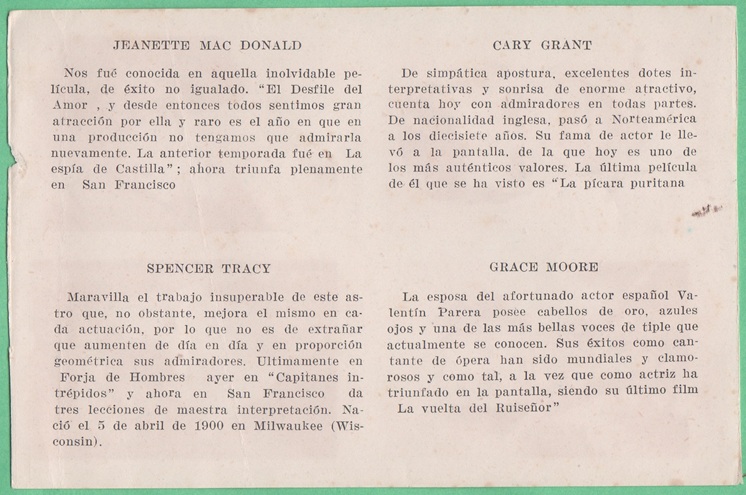 JEANETTE MAC DONALD
Nos fué conocida en aquella inolvidable pe-
lícula, de éxito no igualado. "El Desfile del
Amor , y desde entonces todos sentimos gran
atracción por ella y raro es el año en que en
una producción no tengamos que admirarla
nuevamente. La anterior temporada fué en La
espía de Castilla" ; ahora triunfa plenamente
en San Francisco
CARY GRANT
De simpática apostura, excelentes dotes in-
terpretativas y sonrisa de enorme atractivo,
cuenta hoy con admiradores en todas partes.
De nacionalidad inglesa, pasó a Norteamérica
a los diecisiete años. Su fama de actor le lle-
vó a la pantalla, de la que hoy es uno de
los más auténticos valores. La última película
de él que se ha visto es "La pícara puritana
SPENCER TRACY
Maravilla el trabajo insuperable de este as-
tro que, no obstante, mejora el mismo en ca-
da actuación, por lo que no es de extrañar
que aumenten de día en día y en proporción
geométrica sus admiradores. Ultimamente en
Forja de Hombres ayer en "Capitanes in-
trépidos" y ahora en San Francisco da
tres lecciones de maestra interpretación. Na-
ció el 5 de abril de 1900 en Milwaukee (Wis-
consin).
GRACE MOORE
La esposa del afortunado actor español Va-
lentín Parera posee cabellos de oro, azules
ojos y una de las más bellas voces de tiple que
actualmente se conocen. Sus éxitos como can-
tante de ópera han sido mundiales y clamo-
rosos y como tal, a la vez que como actriz ha
triunfado en la pantalla, siendo su último film
La vuelta del Ruiseñor"